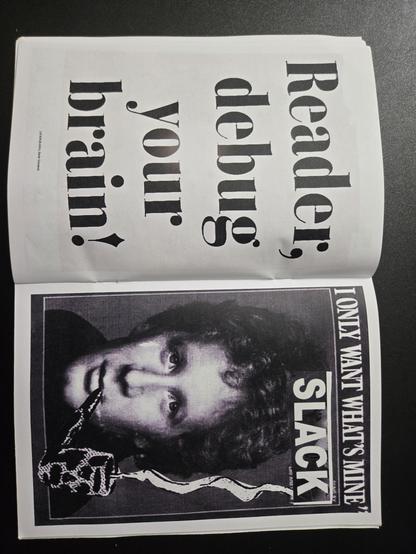 Reader,
debug
your
brain!
I ONLY WANT WHAT'S MINE'
SLACK